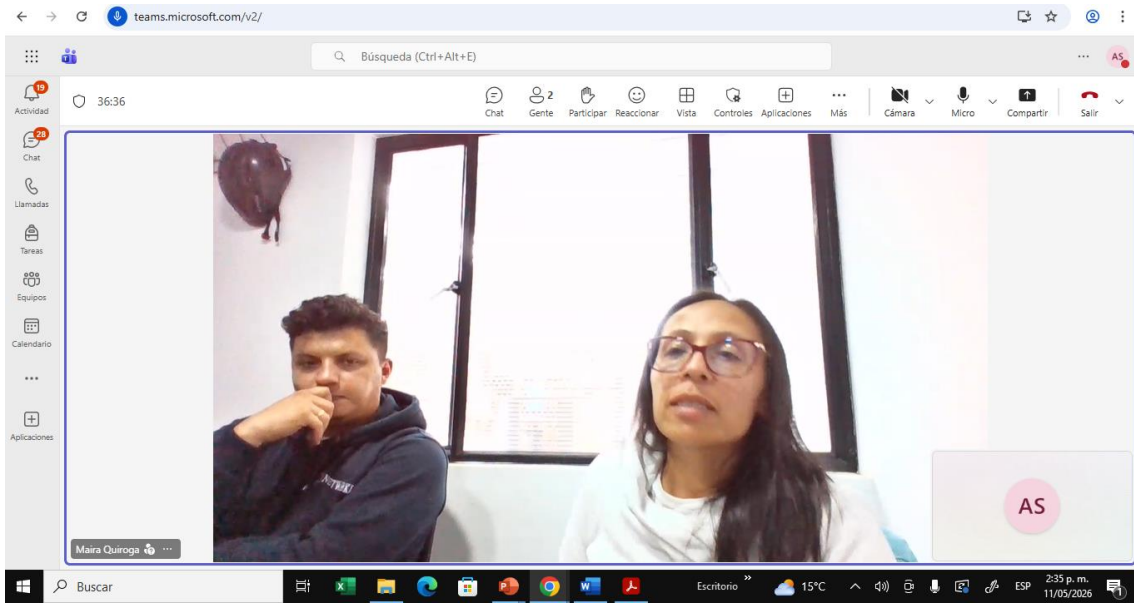 teams.microsoft.com/v2/
Búsqueda (Ctrl+Alt+E)
AS
19
Actividad
36:36
Chat
2
Gente
Participar
Reaccionar
Vista
Controles
Aplicaciones
Más
Cámara
Micro
Compartir
Salir
28
Chat
Llamadas
Tareas
Equipos
Calendario
Aplicaciones
AS
Maira Quiroga
Buscar
Escritorio
15°C
ESP
2:35 p. m.
11/05/2026
1